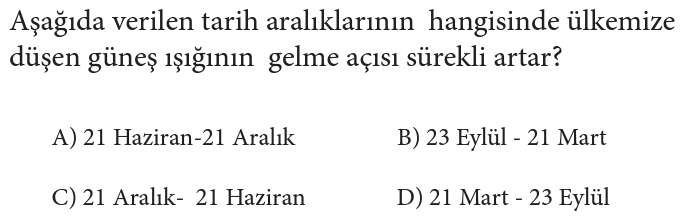 Aşağıda verilen tarih aralıklarının hangisinde ülkemize
düşen güneş ışığının gelme açısı sürekli artar?
A) 21 Haziran-21 Aralık
B) 23 Eylül - 21 Mart
C) 21 Aralık- 21 Haziran
D) 21 Mart - 23 Eylül